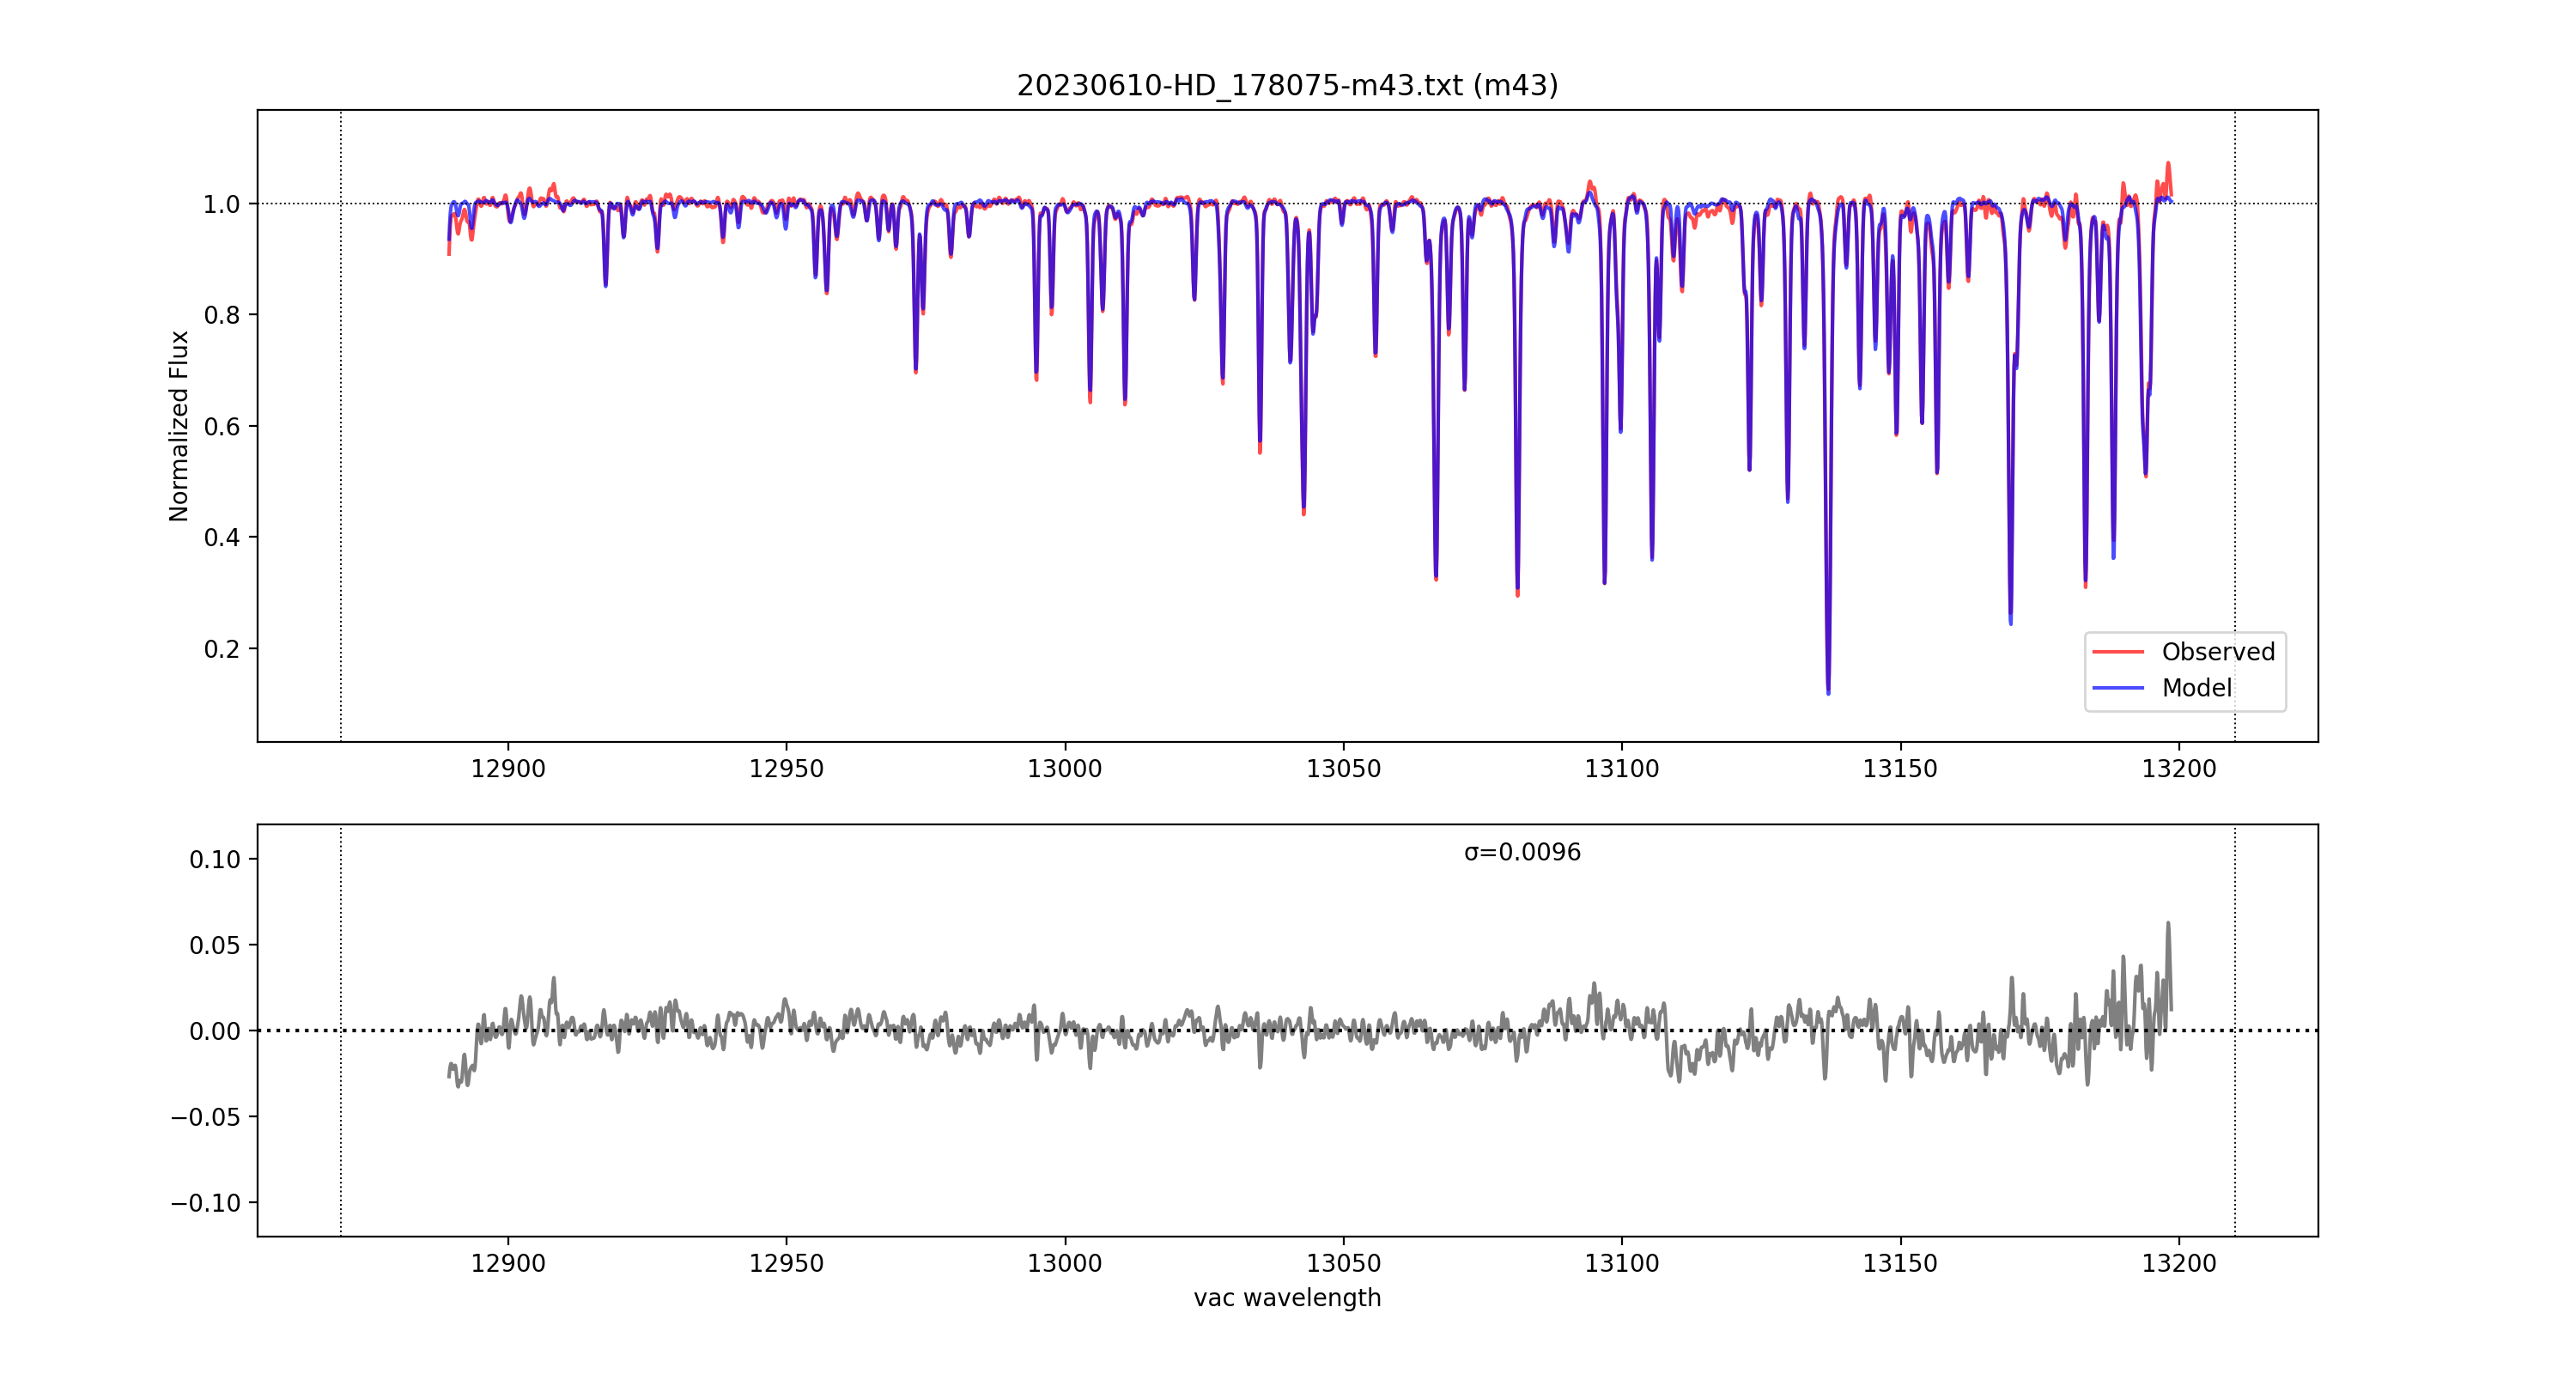 20230610-HD_178075-m43.txt (m43)
Normalized Flux
1.0
0.8
0.6
0.4
0.2
Observed
Model
12900 12950 13000 13050 13100 13150 13200
σ=0.0096
0.10
0.05
0.00
−0.05
−0.10
12900 12950 13000 13050 13100 13150 13200
vac wavelength